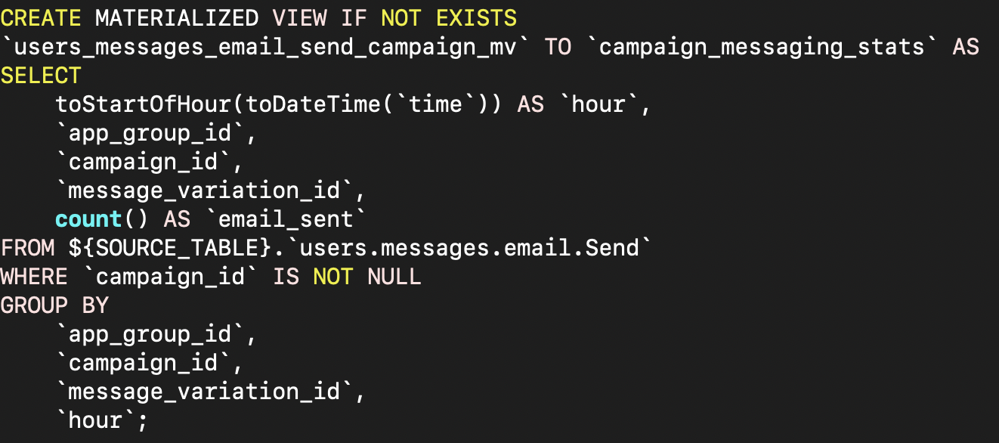 CREATE MATERIALIZED VIEW IF NOT EXISTS
`users_messages_email_send_campaign_mv` TO `campaign_messaging_stats` AS
SELECT
    toStartOfHour(toDateTime(`time`)) AS `hour`,
    `app_group_id`,
    `campaign_id`,
    `message_variation_id`,
    count() AS `email_sent`
FROM ${SOURCE_TABLE}.`users.messages.email.Send`
WHERE `campaign_id` IS NOT NULL
GROUP BY
    `app_group_id`,
    `campaign_id`,
    `message_variation_id`,
    `hour`;